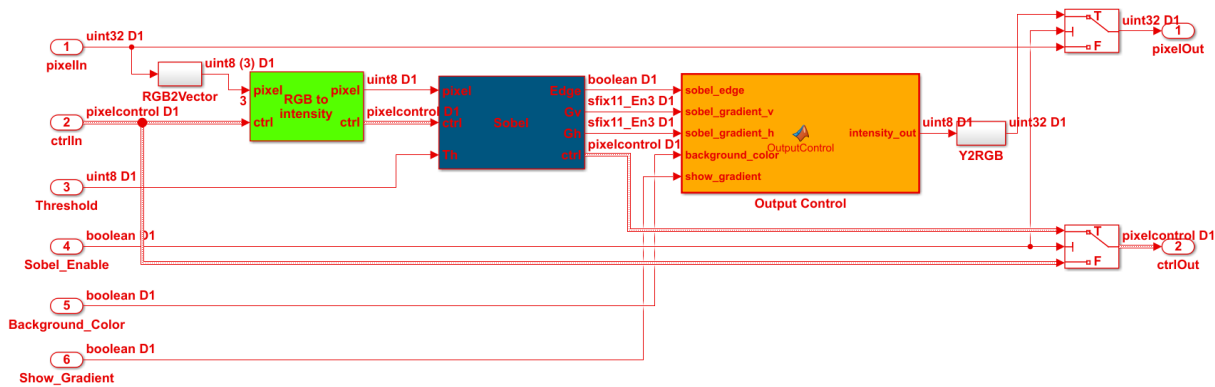 1
uint32 D1
pixelIn
RGB2Vector
uint8 (3) D1
2
pixelcontrol D1
ctrlIn
pixel
3
ctrl
RGB to
intensity
pixel
ctrl
uint8 D1
pixelcontrol D1
3
uint8 D1
Threshold
pixel
ctrl
Th
Sobel
Edge
Gv
Gh
ctrl
boolean D1
sfix11_En3 D1
sfix11_En3 D1
pixelcontrol D1
sobel_edge
sobel_gradient_v
sobel_gradient_h
background_color
show_gradient
OutputControl
intensity_out
Output Control
uint8 D1
Y2RGB
uint32 D1
T
F
uint32 D1
1
pixelOut
4
boolean D1
Sobel_Enable
T
F
pixelcontrol D1
2
ctrlOut
5
boolean D1
Background_Color
6
boolean D1
Show_Gradient